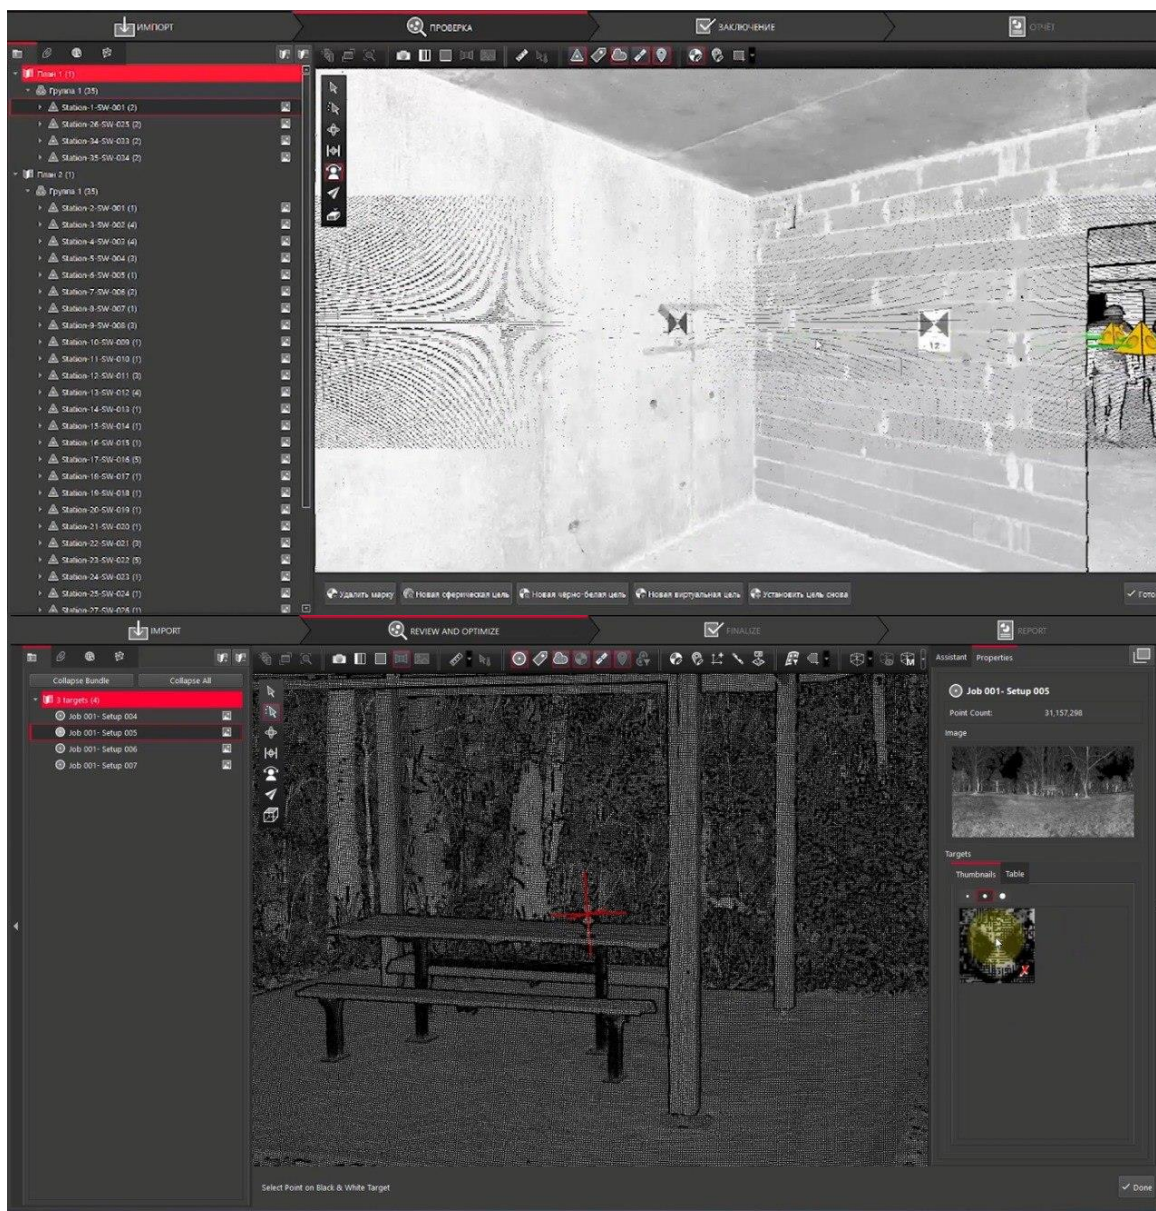 ИМПОРТ
ПРОВЕРКА
ЗАКЛЮЧЕНИЕ
ОТЧЁТ
План 1 (1)
Группа 1 (35)
Station-1-SW-001 (2)
Station-26-SW-025 (2)
Station-34-SW-033 (2)
Station-35-SW-034 (2)
План 2 (1)
Группа 1 (35)
Station-2-SW-001 (1)
Station-3-SW-002 (4)
Station-4-SW-003 (4)
Station-5-SW-004 (3)
Station-6-SW-005 (1)
Station-7-SW-006 (2)
Station-8-SW-007 (1)
Station-9-SW-008 (3)
Station-10-SW-009 (1)
Station-11-SW-010 (1)
Station-12-SW-011 (3)
Station-13-SW-012 (4)
Station-14-SW-013 (1)
Station-15-SW-014 (1)
Station-16-SW-015 (1)
Station-17-SW-016 (5)
Station-18-SW-017 (1)
Station-19-SW-018 (1)
Station-20-SW-019 (1)
Station-21-SW-020 (1)
Station-22-SW-021 (3)
Station-23-SW-022 (5)
Station-24-SW-023 (1)
Station-25-SW-024 (1)
Station-27-SW-026 (1)
- 12 -
Удалить марку
Новая сферическая цель
Новая чёрно-белая цель
Новая виртуальная цель
Установить цель снова
Гото
IMPORT
REVIEW AND OPTIMIZE
FINALIZE
REPORT
Collapse Bundle
Collapse All
3 targets (4)
Job 001- Setup 004
Job 001- Setup 005
Job 001- Setup 006
Job 001- Setup 007
Assistant
Properties
Job 001- Setup 005
Point Count: 31,157,298
Image
Targets
Thumbnails
Table
Select Point on Black & White Target
Done